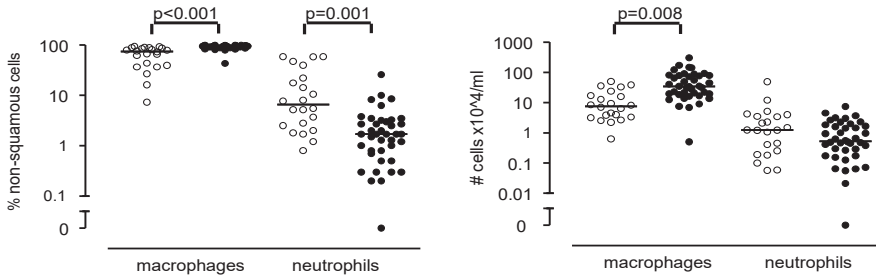 p<0.001
p=0.001
100
10
1
0.1
0
% non-squamous cells
macrophages
neutrophils
p=0.008
1000
100
10
1
0.1
0.01
0
# cells x10^4/ml
macrophages
neutrophils